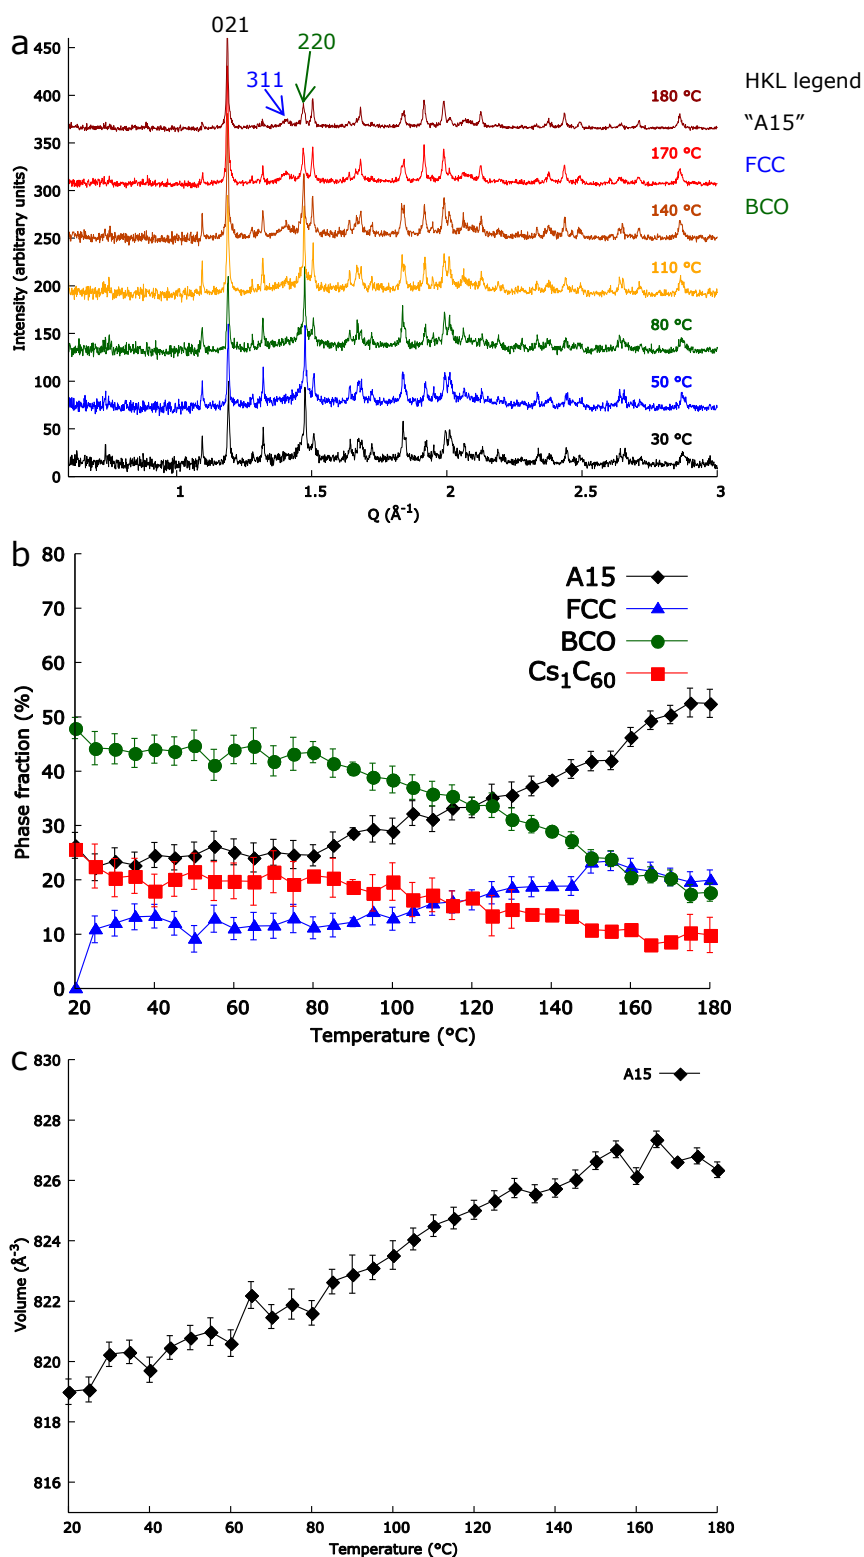 a
021
311
220
HKL legend
“A15”
FCC
BCO
450
400
350
300
250
200
150
100
50
0
180 °C
170 °C
140 °C
110 °C
80 °C
50 °C
30 °C
Intensity (arbitrary units)
1
1.5
2
2.5
3
Q (Å⁻¹)
b
80
70
60
50
40
30
20
10
0
Phase fraction (%)
A15
FCC
BCO
Cs₁C₆₀
20
40
60
80
100
120
140
160
180
Temperature (°C)
c
830
828
826
824
822
820
818
816
Volume (Å⁻³)
A15
20
40
60
80
100
120
140
160
180
Temperature (°C)